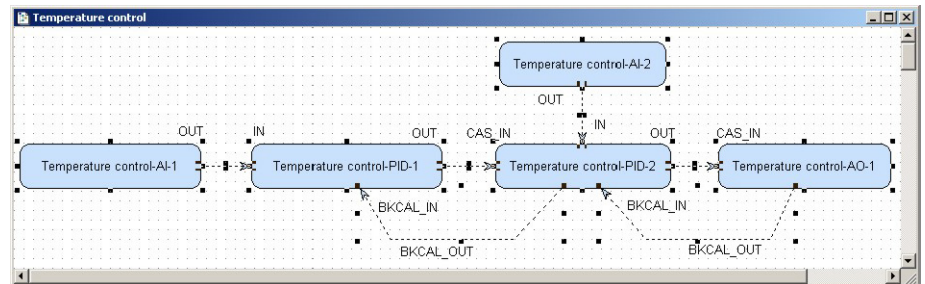 Temperature control
Temperature control-AI-2
OUT
IN
OUT
IN
OUT
CAS_IN
OUT
CAS_IN
Temperature control-AI-1
Temperature control-PID-1
Temperature control-PID-2
Temperature control-AO-1
BKCAL_IN
BKCAL_IN
BKCAL_OUT
BKCAL_OUT